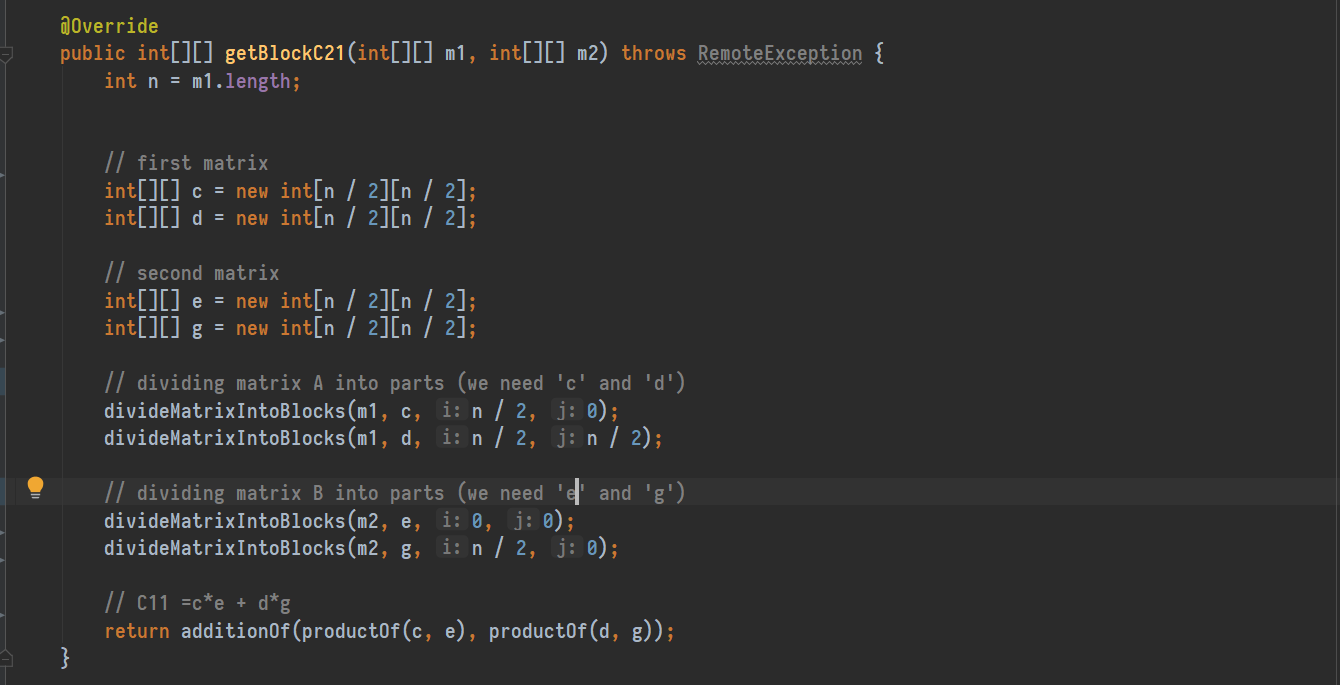 @Override
public int[][] getBlockC21(int[][] m1, int[][] m2) throws RemoteException {
int n = m1.length;
// first matrix
int[][] c = new int[n / 2][n / 2];
int[][] d = new int[n / 2][n / 2];
// second matrix
int[][] e = new int[n / 2][n / 2];
int[][] g = new int[n / 2][n / 2];
// dividing matrix A into parts (we need 'c' and 'd')
divideMatrixIntoBlocks(m1, c, i: n / 2, j: 0);
divideMatrixIntoBlocks(m1, d, i: n / 2, j: n / 2);
// dividing matrix B into parts (we need 'e' and 'g')
divideMatrixIntoBlocks(m2, e, i: 0, j: 0);
divideMatrixIntoBlocks(m2, g, i: n / 2, j: 0);
// C11 =c*e + d*g
return additionOf(productOf(c, e), productOf(d, g));
}